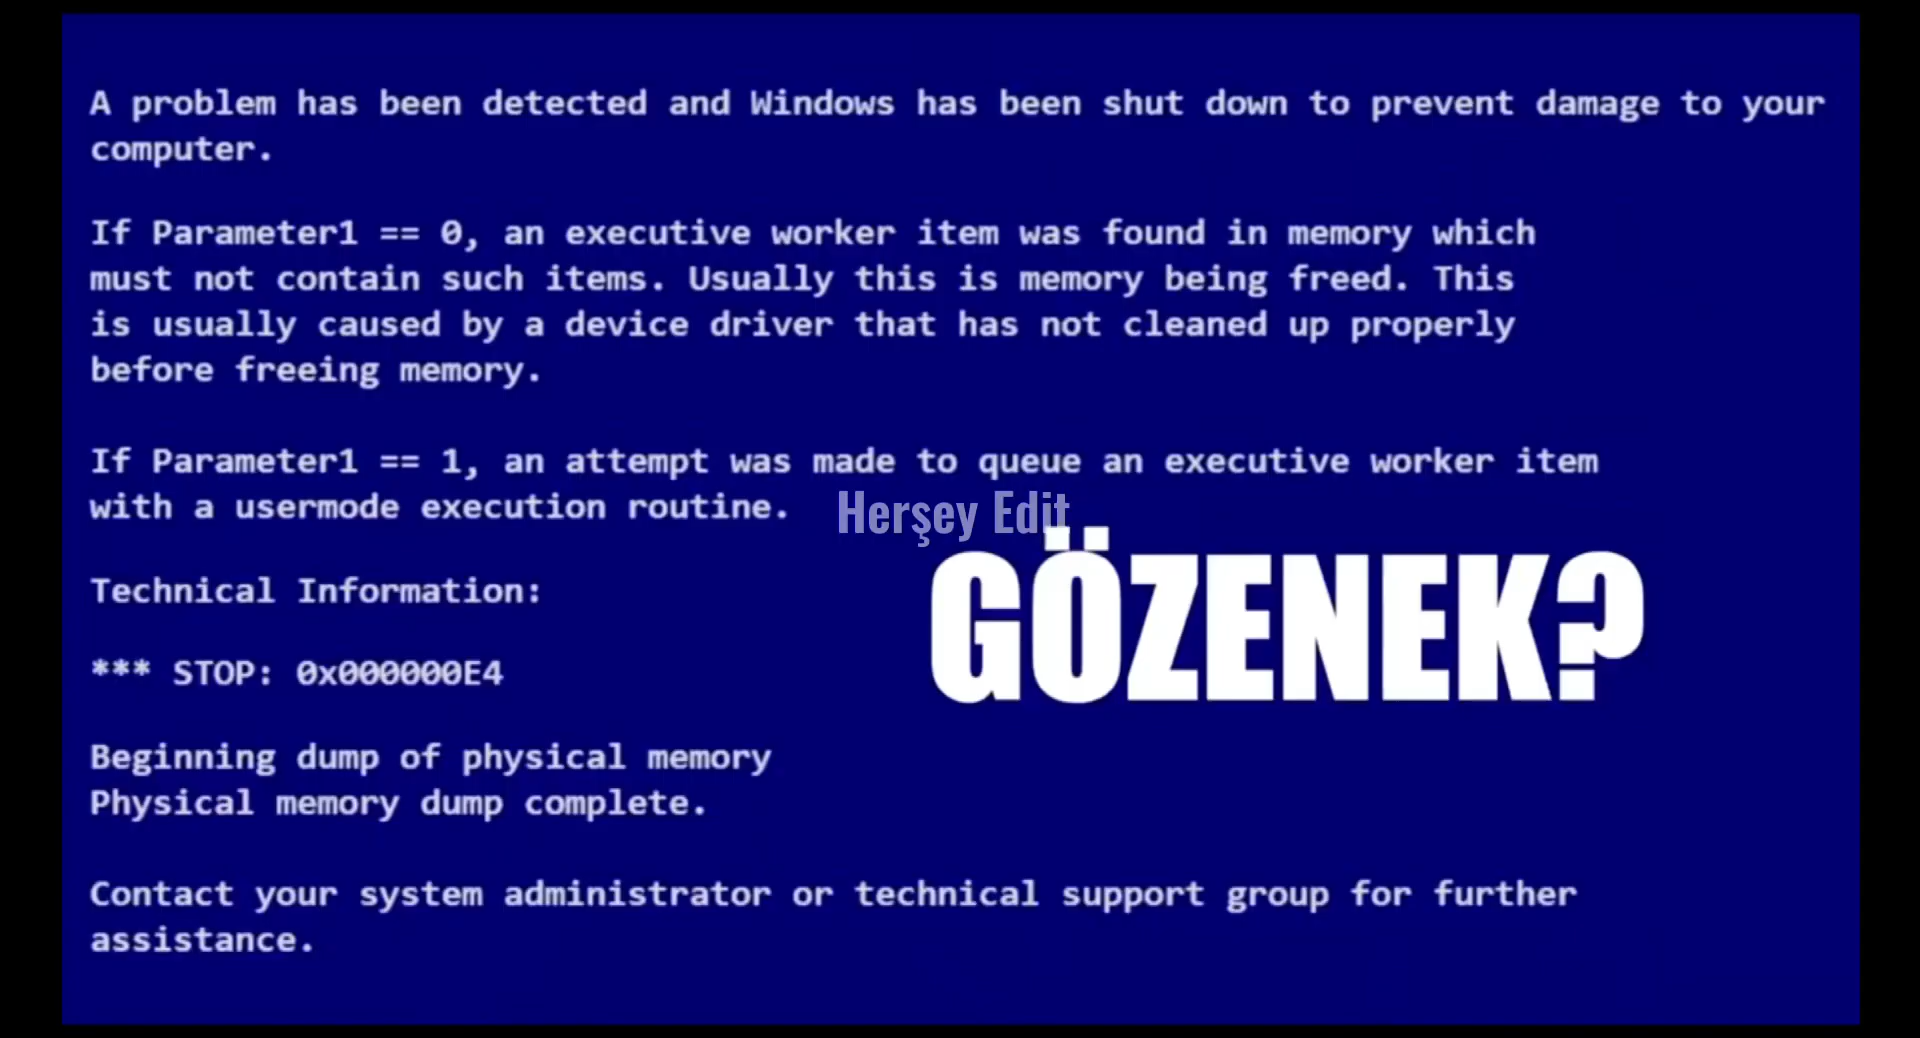 A problem has been detected and Windows has been shut down to prevent damage to your
computer.
If Parameter1 == 0, an executive worker item was found in memory which
must not contain such items. Usually this is memory being freed. This
is usually caused by a device driver that has not cleaned up properly
before freeing memory.
If Parameter1 == 1, an attempt was made to queue an executive worker item
with a usermode execution routine.
Herşey Edit
GÖZENEK?
Technical Information:
*** STOP: 0x000000E4
Beginning dump of physical memory
Physical memory dump complete.
Contact your system administrator or technical support group for further
assistance.